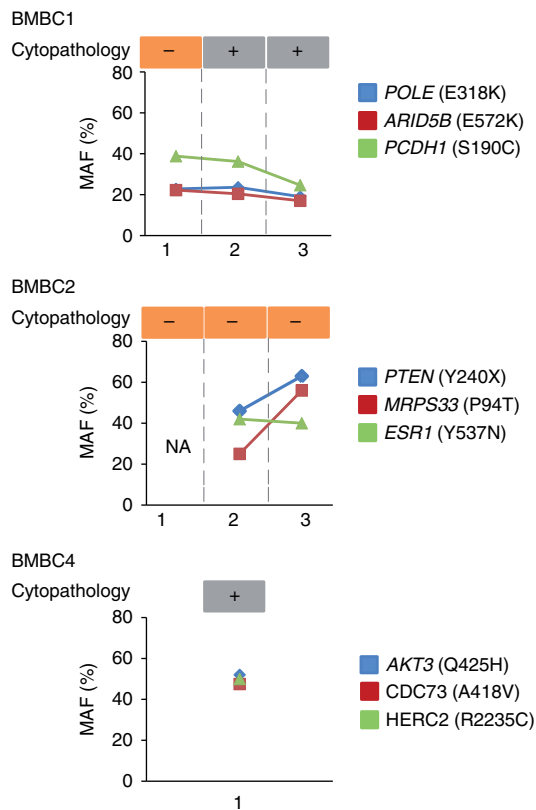 BMBC1
Cytopathology
− + +
80
60
40
20
0
MAF (%)
1 2 3
POLE (E318K)
ARID5B (E572K)
PCDH1 (S190C)
BMBC2
Cytopathology
− − −
80
60
40
20
0
MAF (%)
NA
1 2 3
PTEN (Y240X)
MRPS33 (P94T)
ESR1 (Y537N)
BMBC4
Cytopathology
+
80
60
40
20
0
MAF (%)
1
AKT3 (Q425H)
CDC73 (A418V)
HERC2 (R2235C)